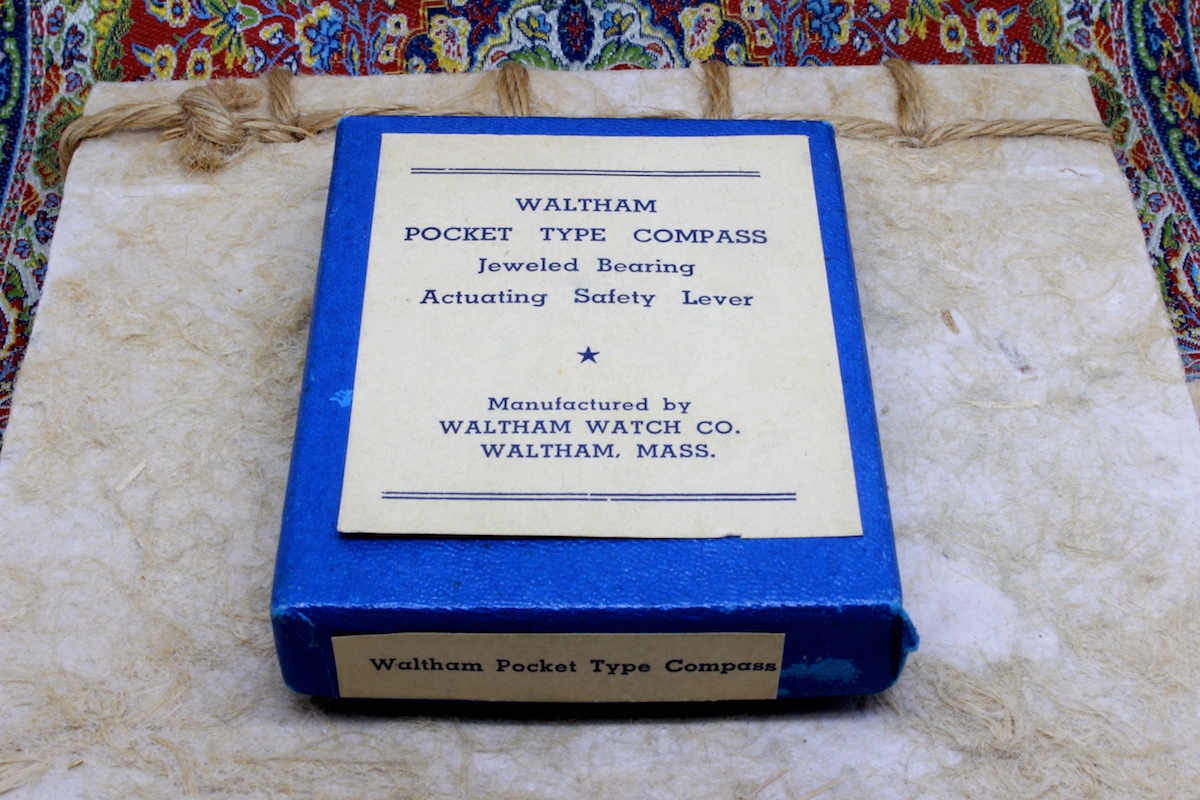 WALTHAM
POCKET TYPE COMPASS
Jeweled Bearing
Actuating Safety Lever
Manufactured by
WALTHAM WATCH CO.
WALTHAM, MASS.
Waltham Pocket Type Compass